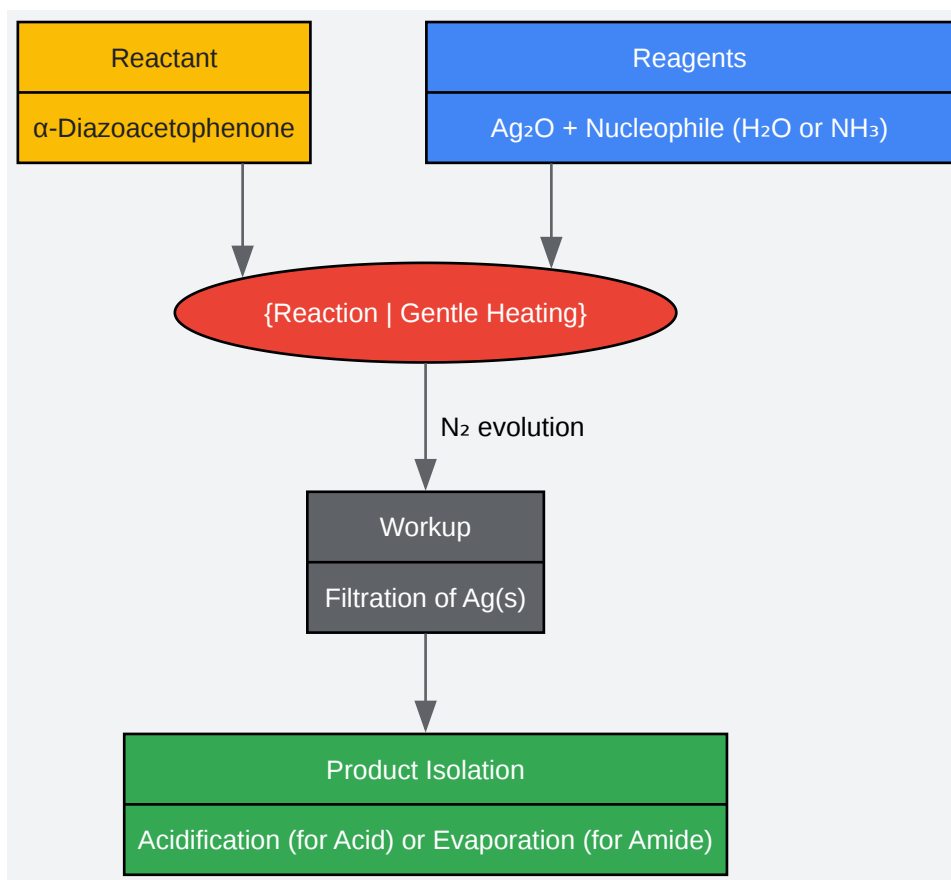 Reactant
α-Diazoacetophenone
Reagents
Ag₂O + Nucleophile (H₂O or NH₃)
{Reaction | Gentle Heating}
N₂ evolution
Workup
Filtration of Ag(s)
Product Isolation
Acidification (for Acid) or Evaporation (for Amide)